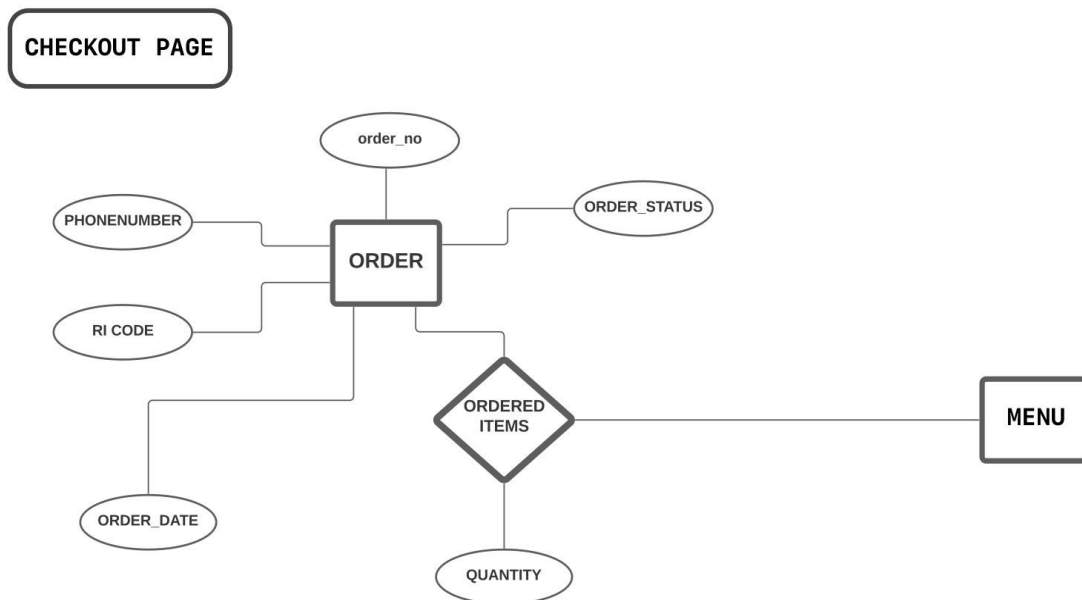 CHECKOUT PAGE
order_no
ORDER_STATUS
PHONENUMBER
ORDER
RI CODE
ORDERED
ITEMS
MENU
ORDER_DATE
QUANTITY